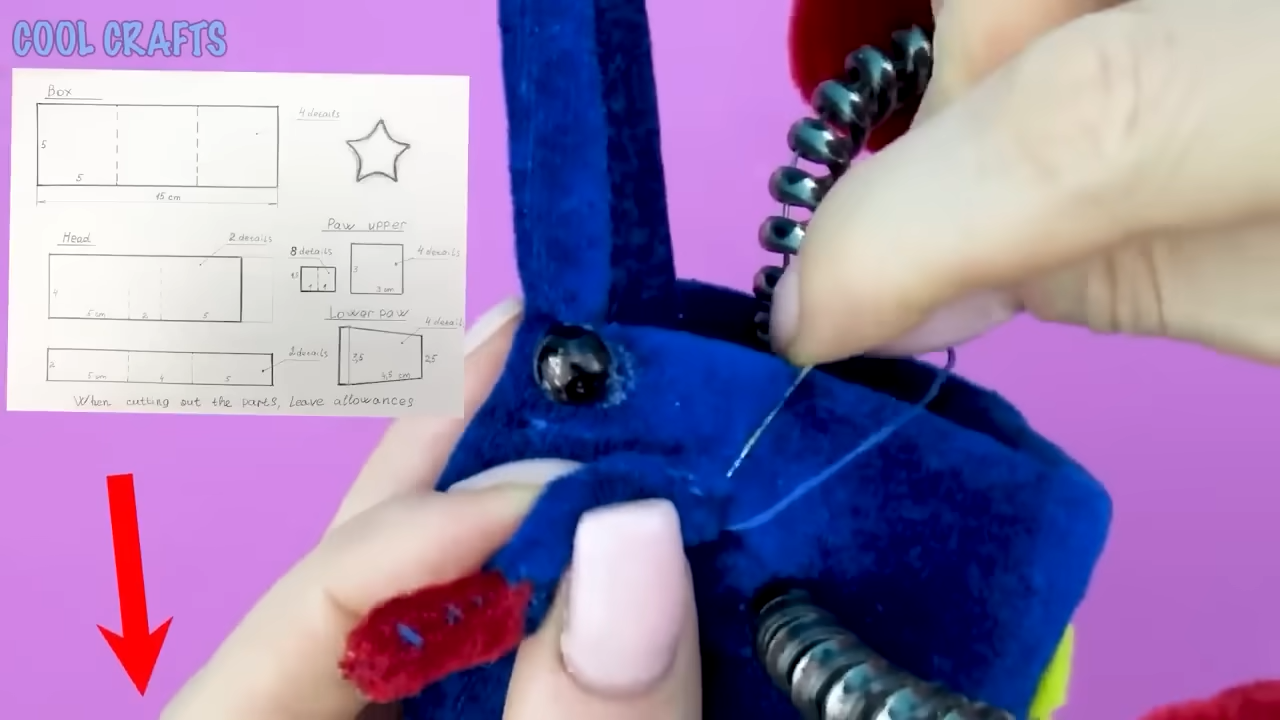 COOL CRAFTS
Box
5
5
15 cm
4 details
Head
2 details
4
5 cm
2
5
2
5 cm
4
5
2 details
Paw upper
8 details
4 details
3
3 cm
Lower paw
4 details
3,5
2,5
4,5 cm
When cutting out the parts, leave allowances